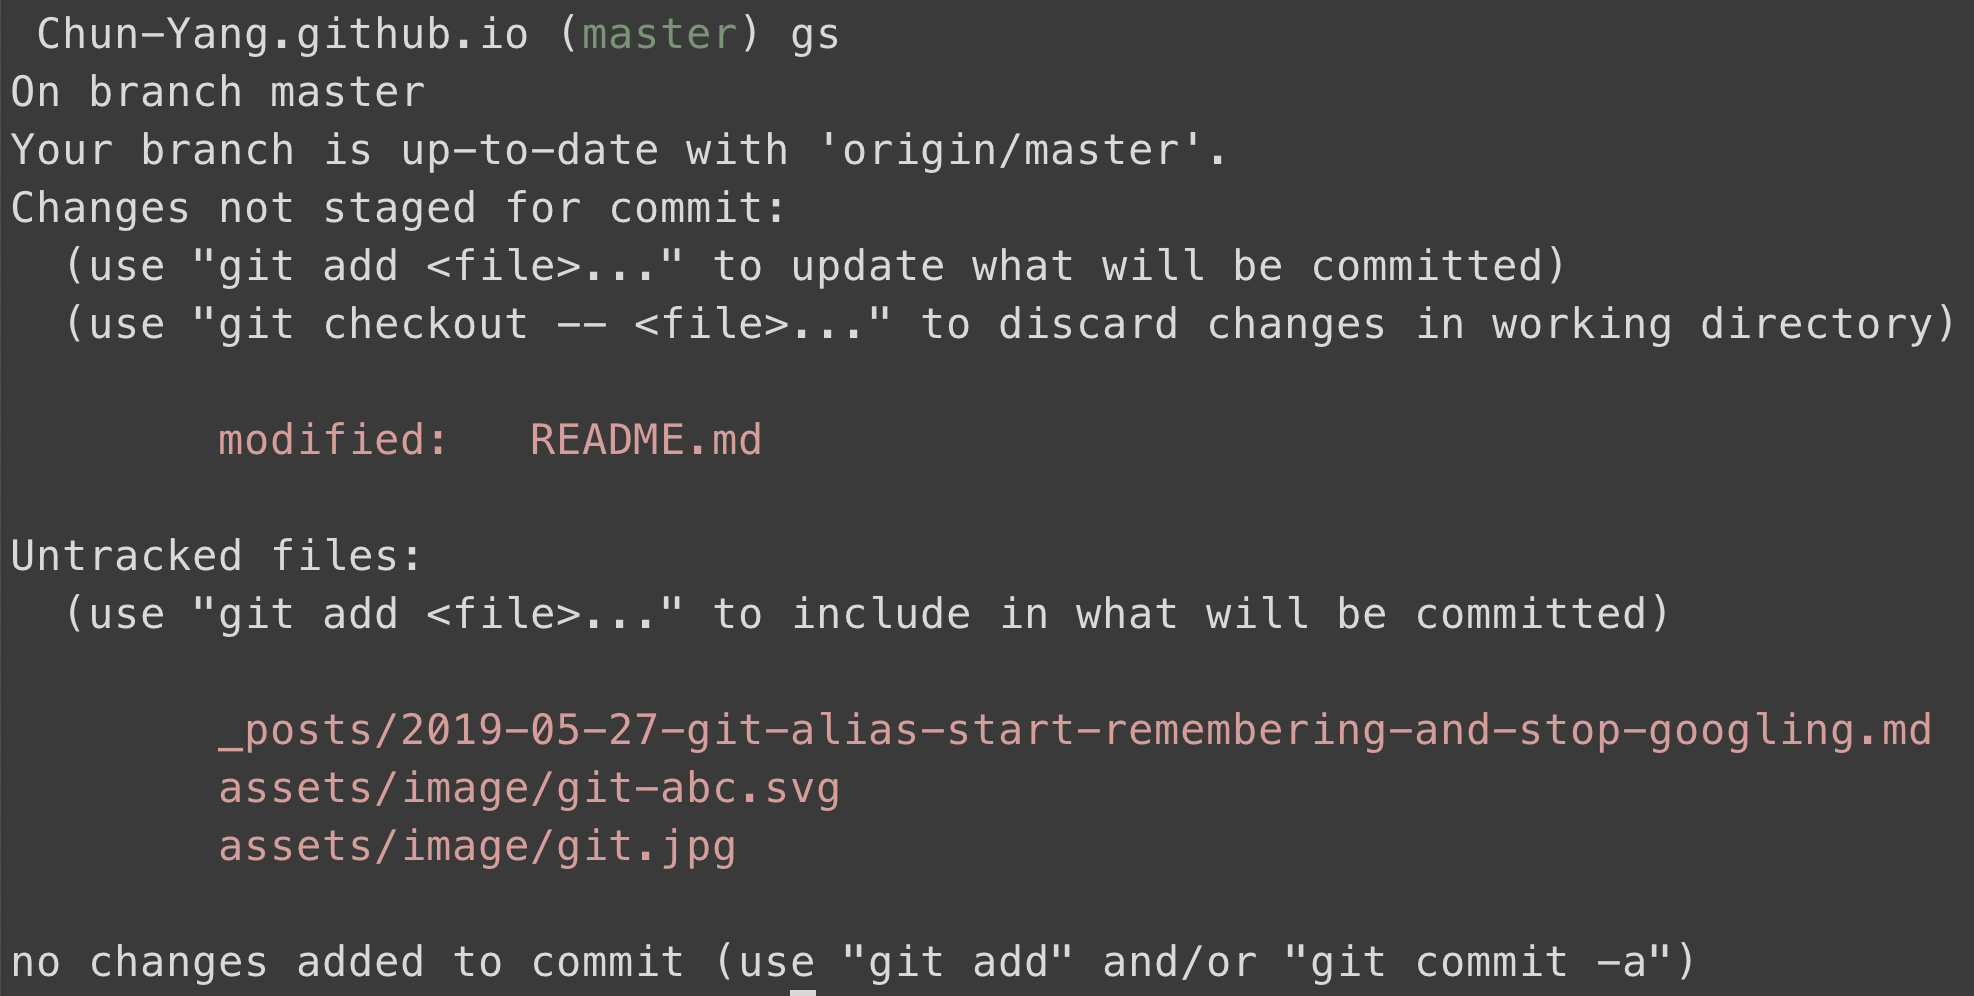 Chun-Yang.github.io (master) gs
On branch master
Your branch is up-to-date with 'origin/master'.
Changes not staged for commit:
  (use "git add <file>..." to update what will be committed)
  (use "git checkout -- <file>..." to discard changes in working directory)

        modified:   README.md

Untracked files:
  (use "git add <file>..." to include in what will be committed)

        _posts/2019-05-27-git-alias-start-remembering-and-stop-googling.md
        assets/image/git-abc.svg
        assets/image/git.jpg

no changes added to commit (use "git add" and/or "git commit -a")